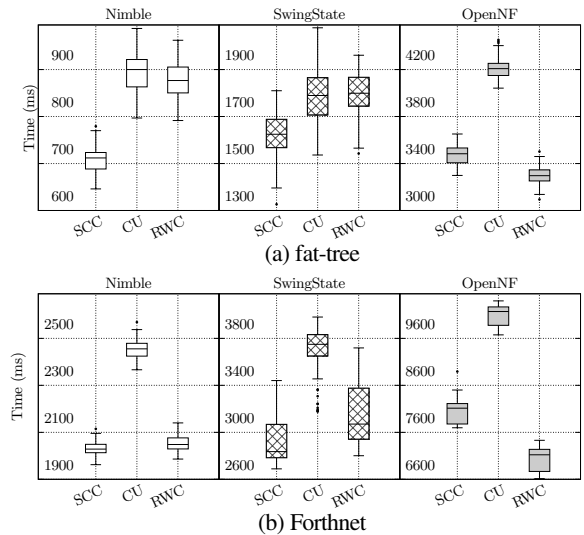 Nimble SwingState OpenNF
Time (ms)
900 1900 4200
800 1700 3800
700 1500 3400
600 1300 3000
SCC CU RWC SCC CU RWC SCC CU RWC
(a) fat-tree
Nimble SwingState OpenNF
Time (ms)
2500 3800 9600
2300 3400 8600
2100 3000 7600
1900 2600 6600
SCC CU RWC SCC CU RWC SCC CU RWC
(b) Forthnet